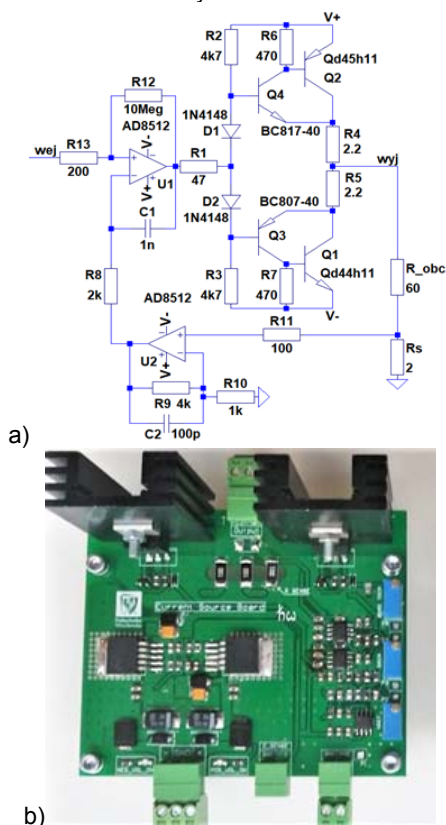 V+
R2
4k7
R6
470
Qd45h11
Q2
R12
10Meg
AD8512
V-
1N4148
D1
Q4
BC817-40
R4
2.2
wej
R13
200
V+
U1
R1
47
wyj
C1
1n
D2
1N4148
BC807-40
R5
2.2
Q3
Q1
Qd44h11
R8
2k
AD8512
V-
R3
4k7
R7
470
V-
R_obc
60
R11
100
U2
V+
Rs
2
R9
4k
R10
1k
C2
100p
a)
Output
Current Source Board
ħω
b)